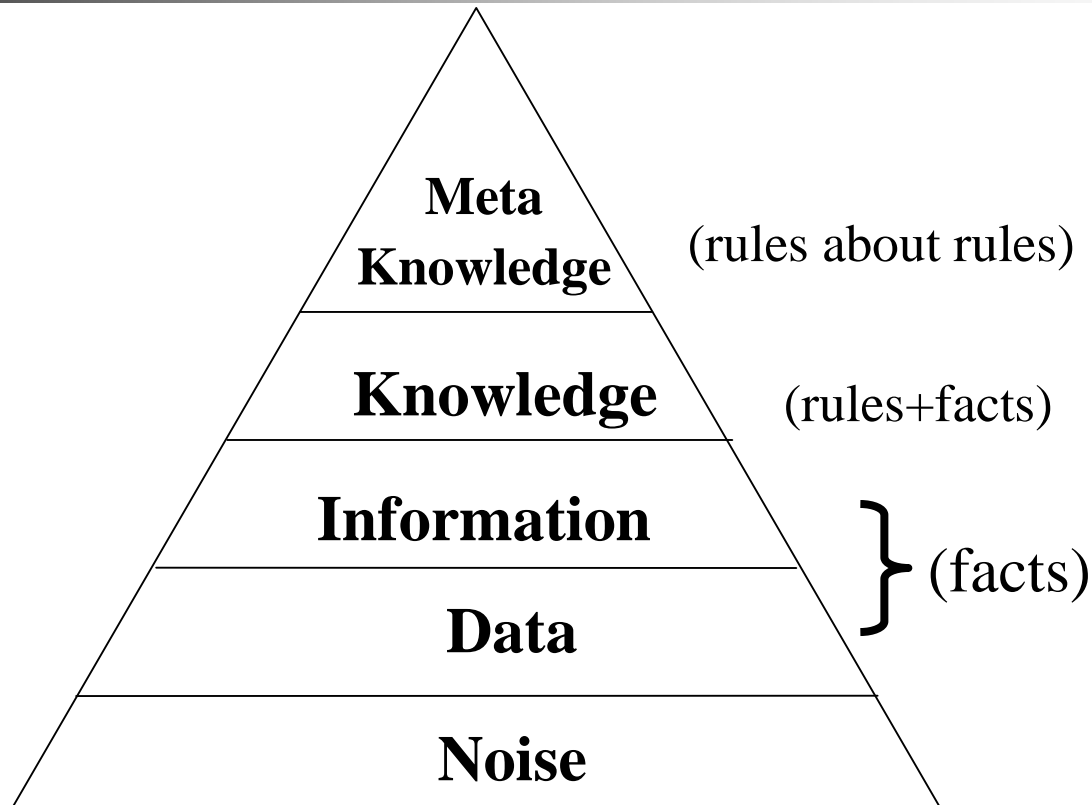 Meta
Knowledge
(rules about rules)
Knowledge
(rules+facts)
Information
(facts)
Data
Noise